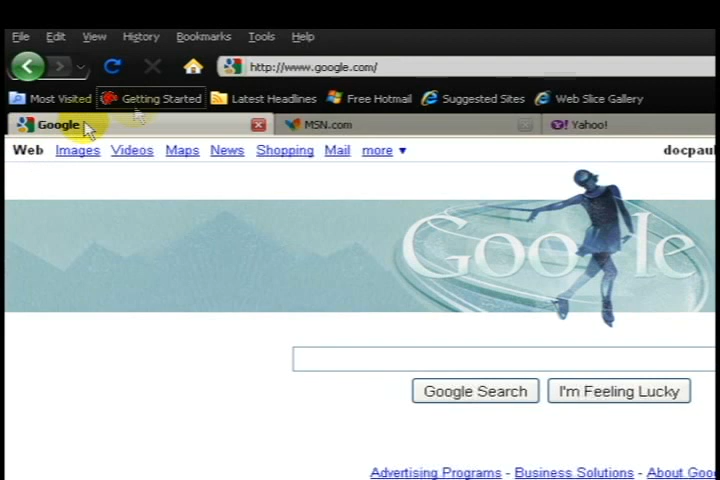 File Edit View History Bookmarks Tools Help
http://www.google.com/
Most Visited Getting Started Latest Headlines Free Hotmail Suggested Sites Web Slice Gallery
Google MSN.com Yahoo!
Web Images Videos Maps News Shopping Mail more ▼ docpaul
Google
Google Search I'm Feeling Lucky
Advertising Programs - Business Solutions - About Goo